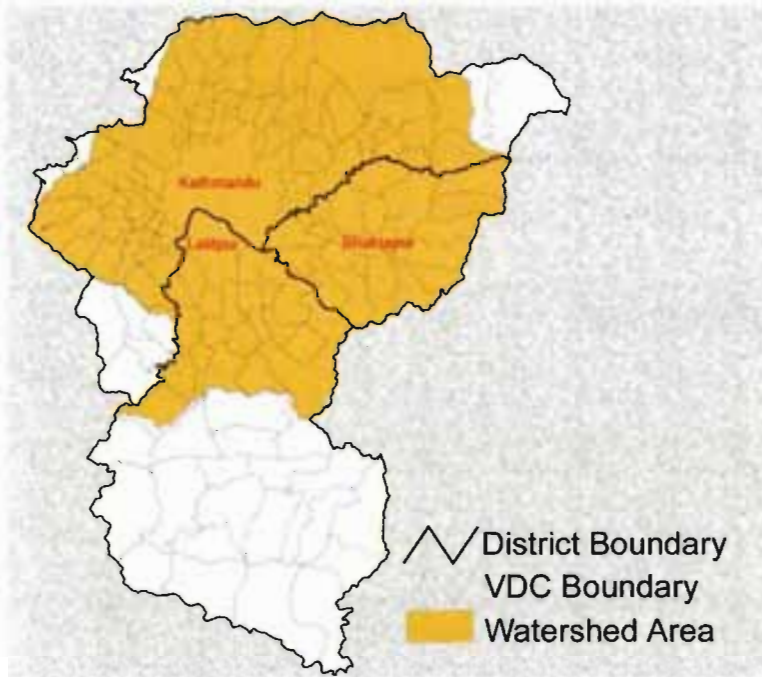 Kathmandu
Lalitpur
Bhaktapur
District Boundary
VDC Boundary
Watershed Area